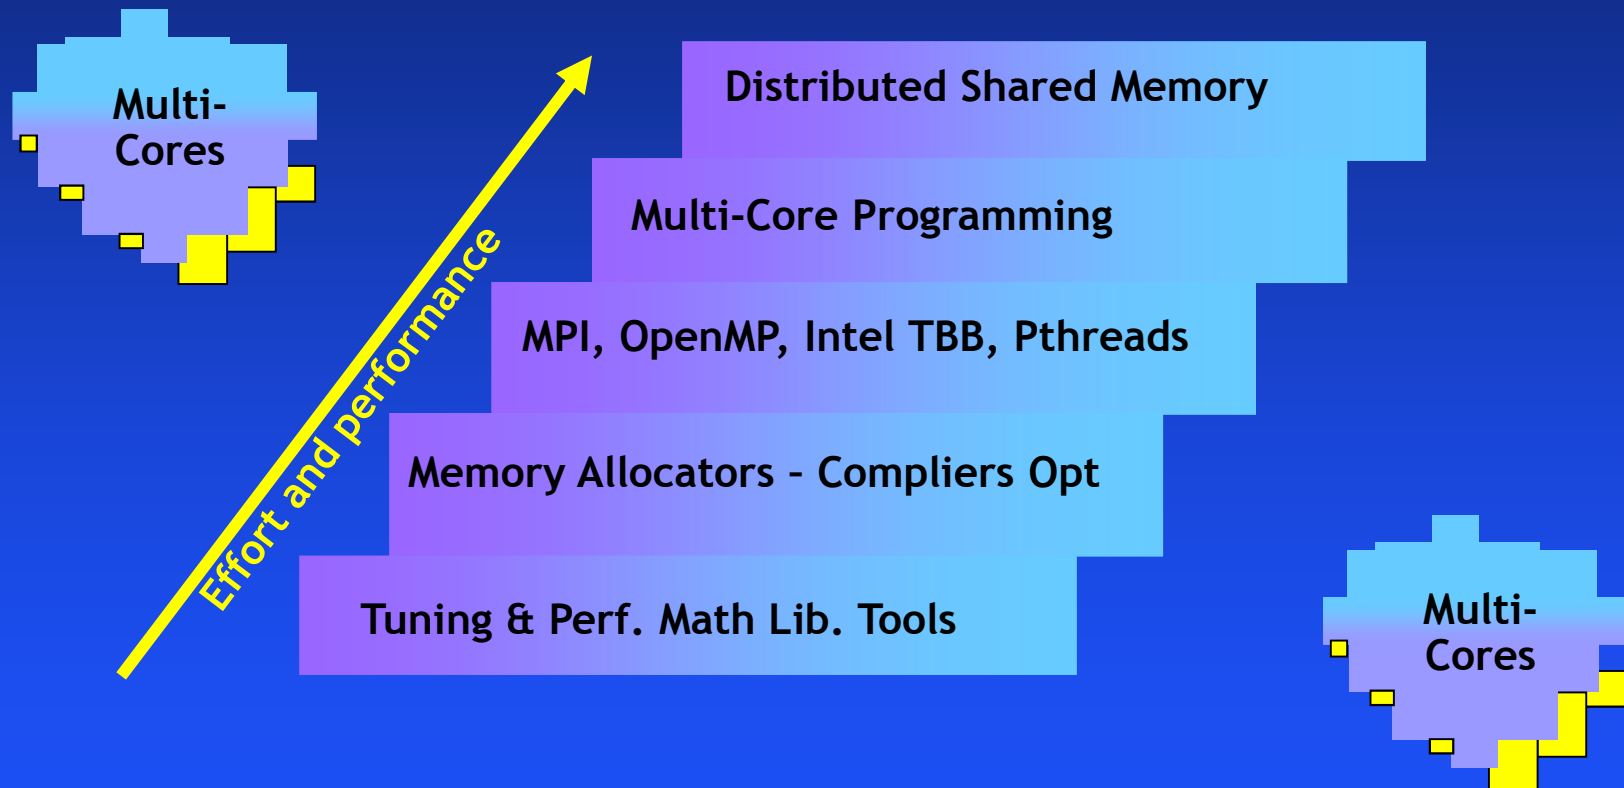 Multi-
Cores
Distributed Shared Memory
Multi-Core Programming
MPI, OpenMP, Intel TBB, Pthreads
Effort and performance
Memory Allocators – Compliers Opt
Tuning & Perf. Math Lib. Tools
Multi-
Cores